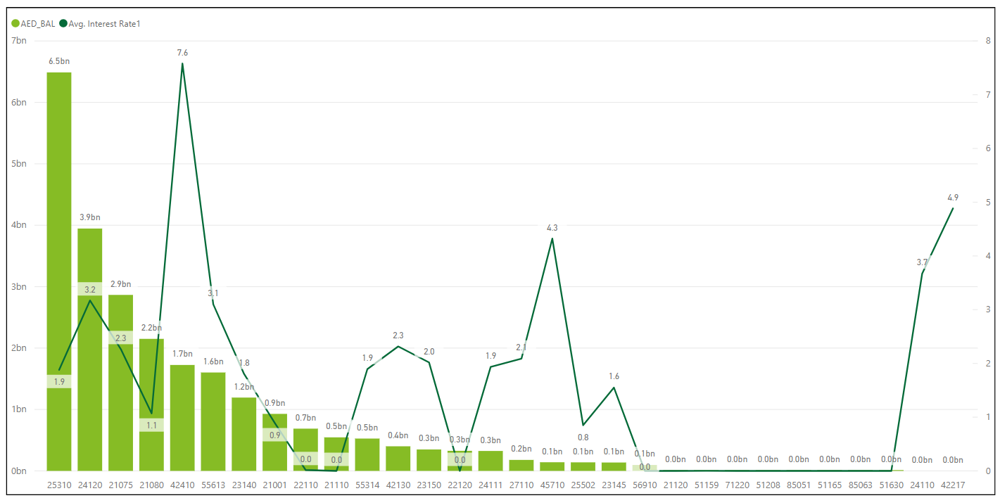 AED_BAL Avg. Interest Rate1
7bn
6bn
5bn
4bn
3bn
2bn
1bn
0bn
8
7
6
5
4
3
2
1
0
6.5bn
3.9bn
2.9bn
2.2bn
1.7bn
1.6bn
1.2bn
0.9bn
0.7bn
0.5bn
0.5bn
0.4bn
0.3bn
0.3bn
0.3bn
0.2bn
0.1bn
0.1bn
0.1bn
0.1bn
0.0bn
0.0bn
0.0bn
0.0bn
0.0bn
0.0bn
0.0bn
0.0bn
0.0bn
0.0bn
1.9
3.2
2.3
1.1
7.6
3.1
1.8
0.9
0.0
0.0
1.9
2.3
2.0
0.0
1.9
2.1
4.3
0.8
1.6
0.0
3.7
4.9
25310 24120 21075 21080 42410 55613 23140 21001 22110 21110 55314 42130 23150 22120 24111 27110 45710 25502 23145 56910 21120 51159 71220 51208 85051 51165 85063 51630 24110 42217